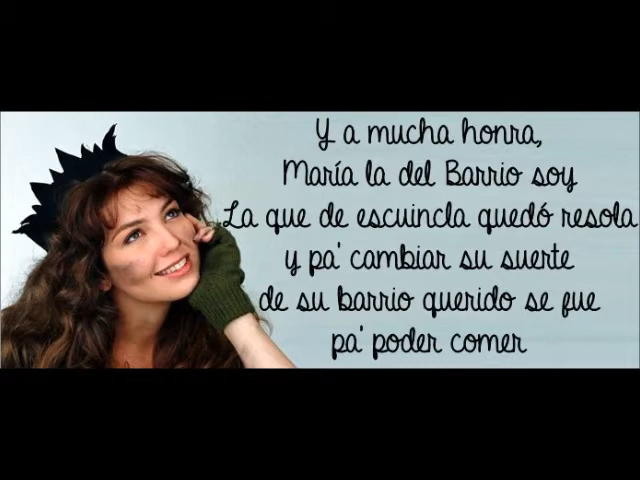 Y a mucha honra,
María la del Barrio soy
La que de escuincla quedó resola
y pa' cambiar su suerte
de su barrio querido se fue
pa' poder comer